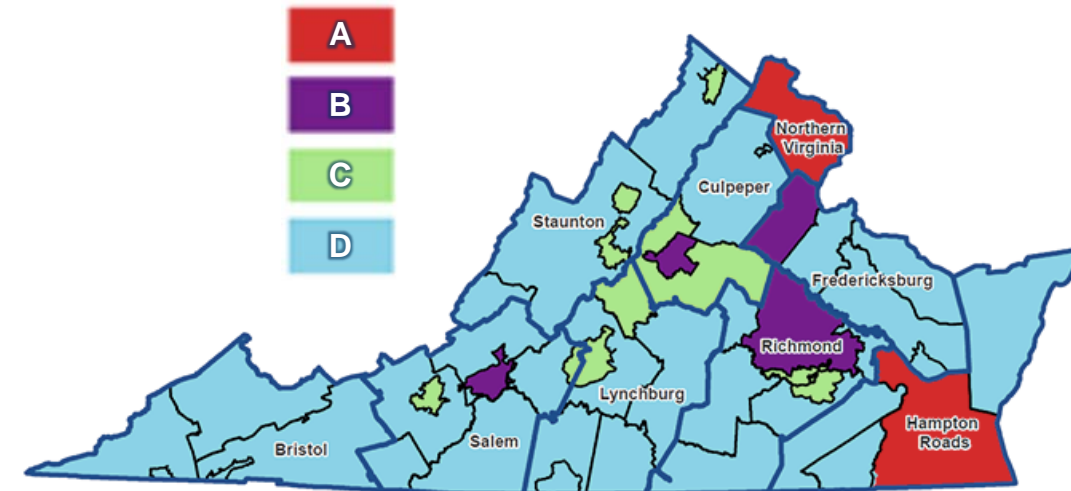 A
B
C
D
Northern
Virginia
Culpeper
Staunton
Fredericksburg
Richmond
Lynchburg
Hampton
Roads
Salem
Bristol